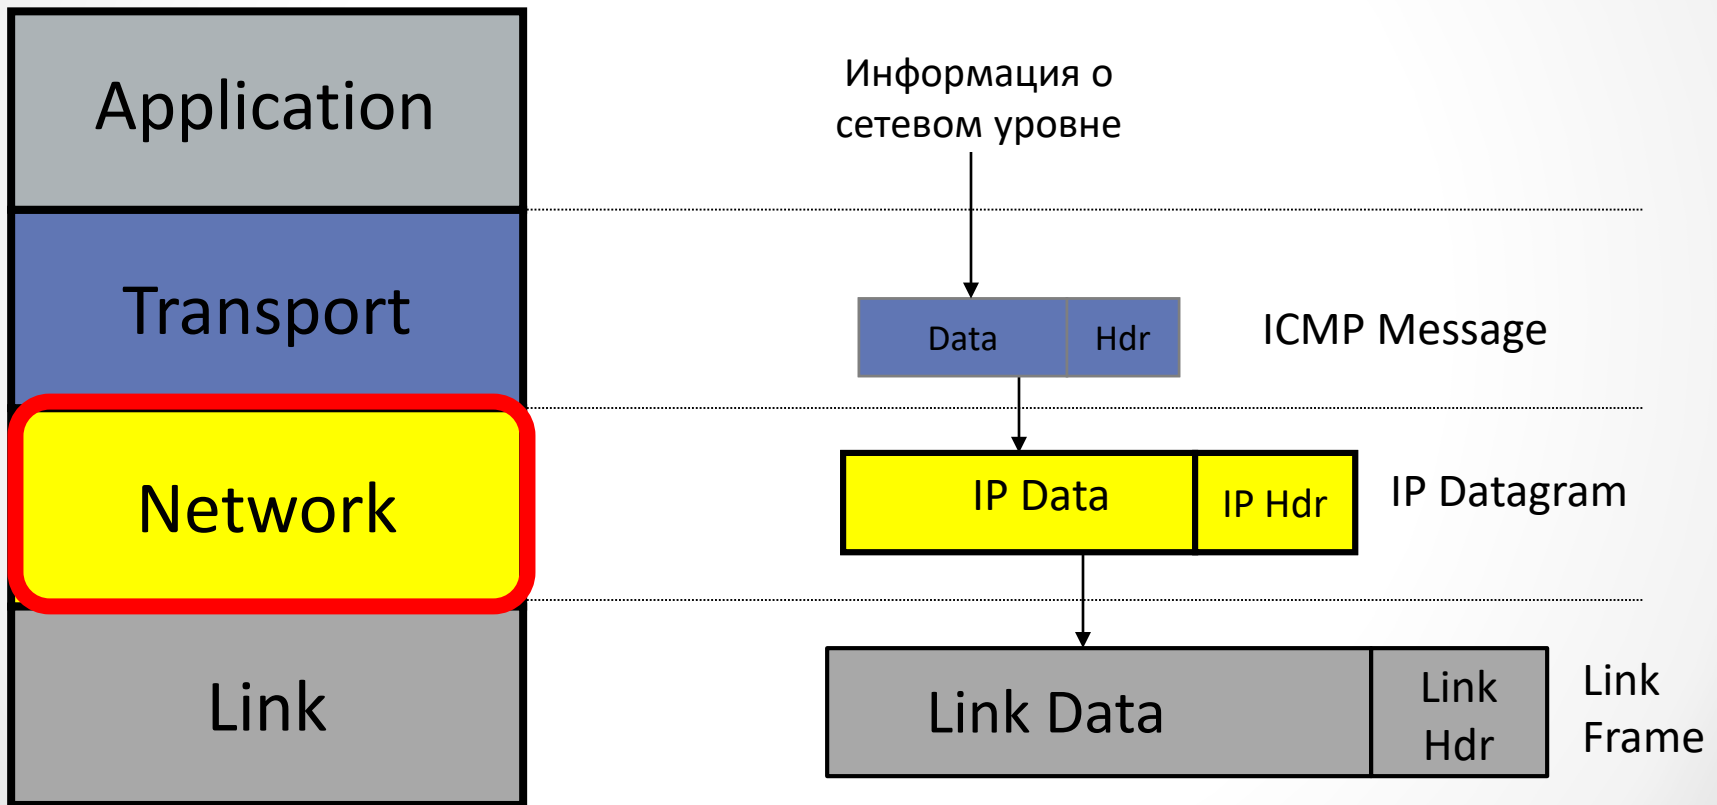 Application
Информация о
сетевом уровне
Transport
Data
Hdr
ICMP Message
Network
IP Data
IP Hdr
IP Datagram
Link
Link Data
Link
Hdr
Link
Frame